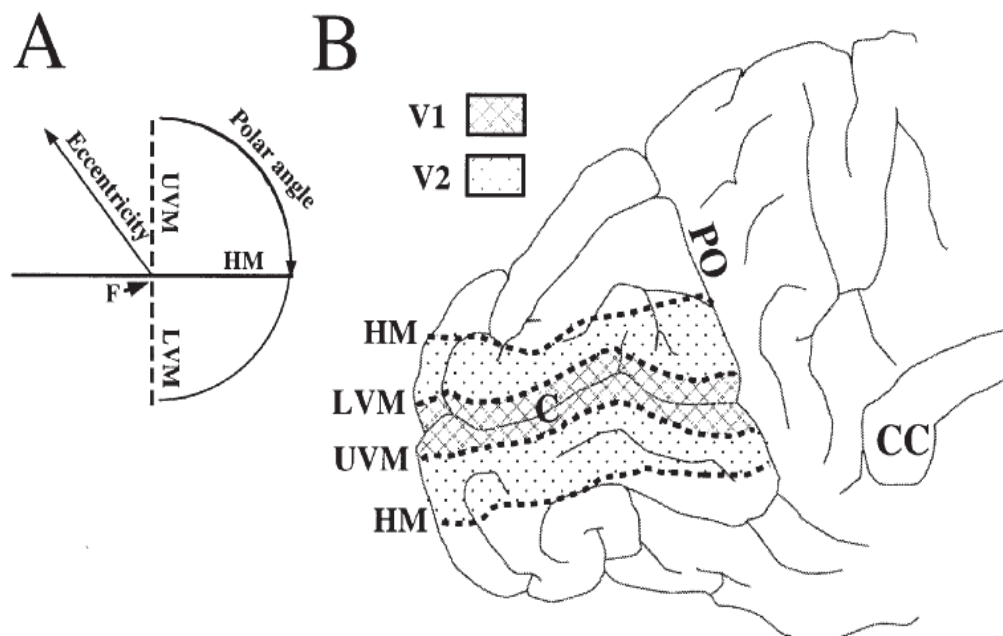 A
Eccentricity
UVM
Polar angle
HM
F
LVM
B
V1
V2
PO
HM
LVM
C
UVM
CC
HM